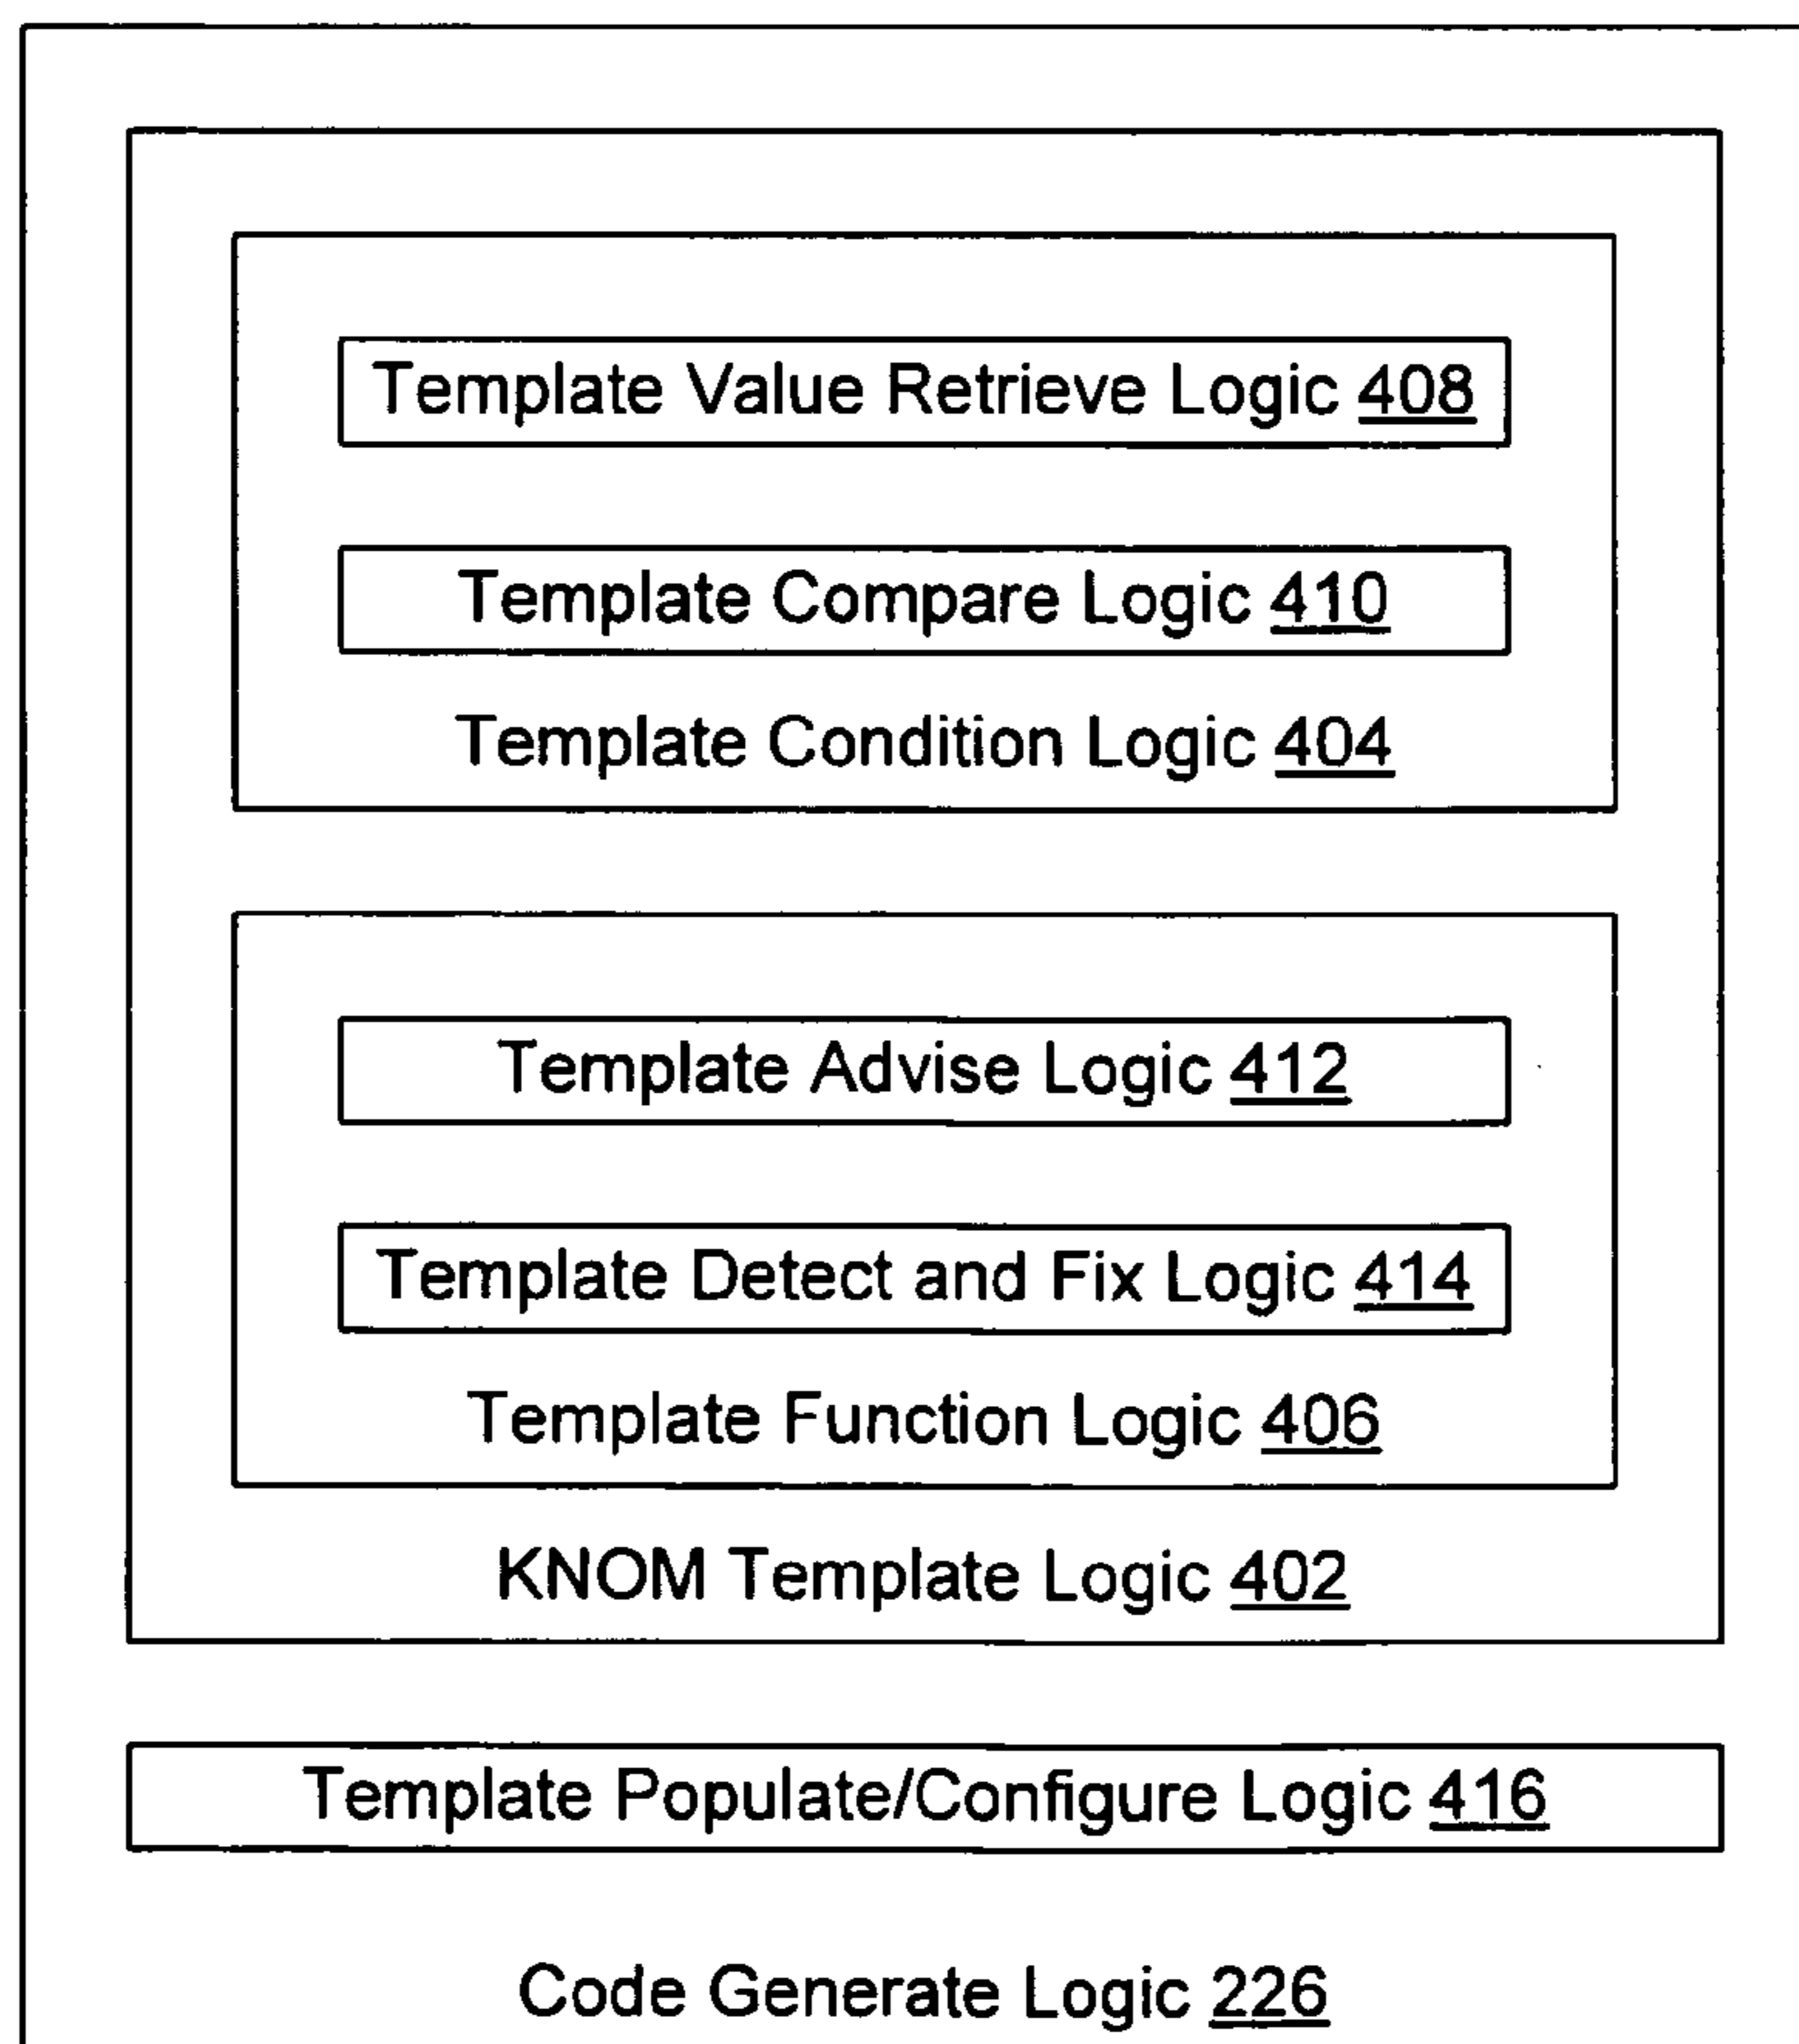 Template Value Retrieve Logic 408
Template Compare Logic 410
Template Condition Logic 404
Template Advise Logic 412
Template Detect and Fix Logic 414
Template Function Logic 406
KNOM Template Logic 402
Template Populate/Configure Logic 416
Code Generate Logic 226